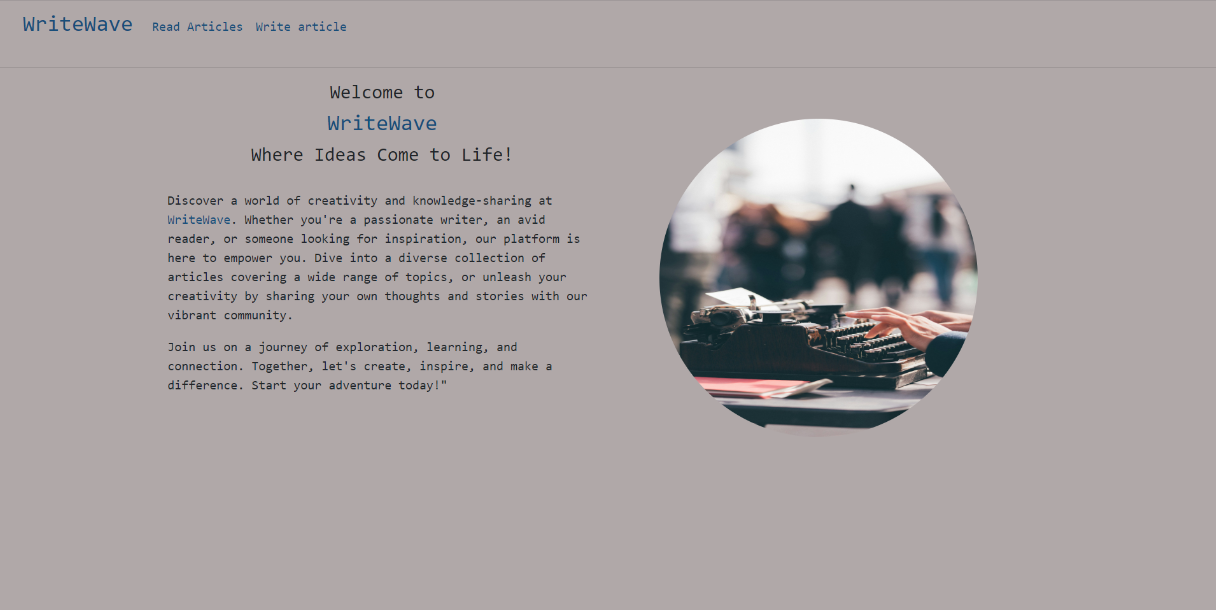 WriteWave Read Articles Write article
Welcome to
WriteWave
Where Ideas Come to Life!
Discover a world of creativity and knowledge-sharing at
WriteWave. Whether you're a passionate writer, an avid
reader, or someone looking for inspiration, our platform is
here to empower you. Dive into a diverse collection of
articles covering a wide range of topics, or unleash your
creativity by sharing your own thoughts and stories with our
vibrant community.
Join us on a journey of exploration, learning, and
connection. Together, let's create, inspire, and make a
difference. Start your adventure today!"